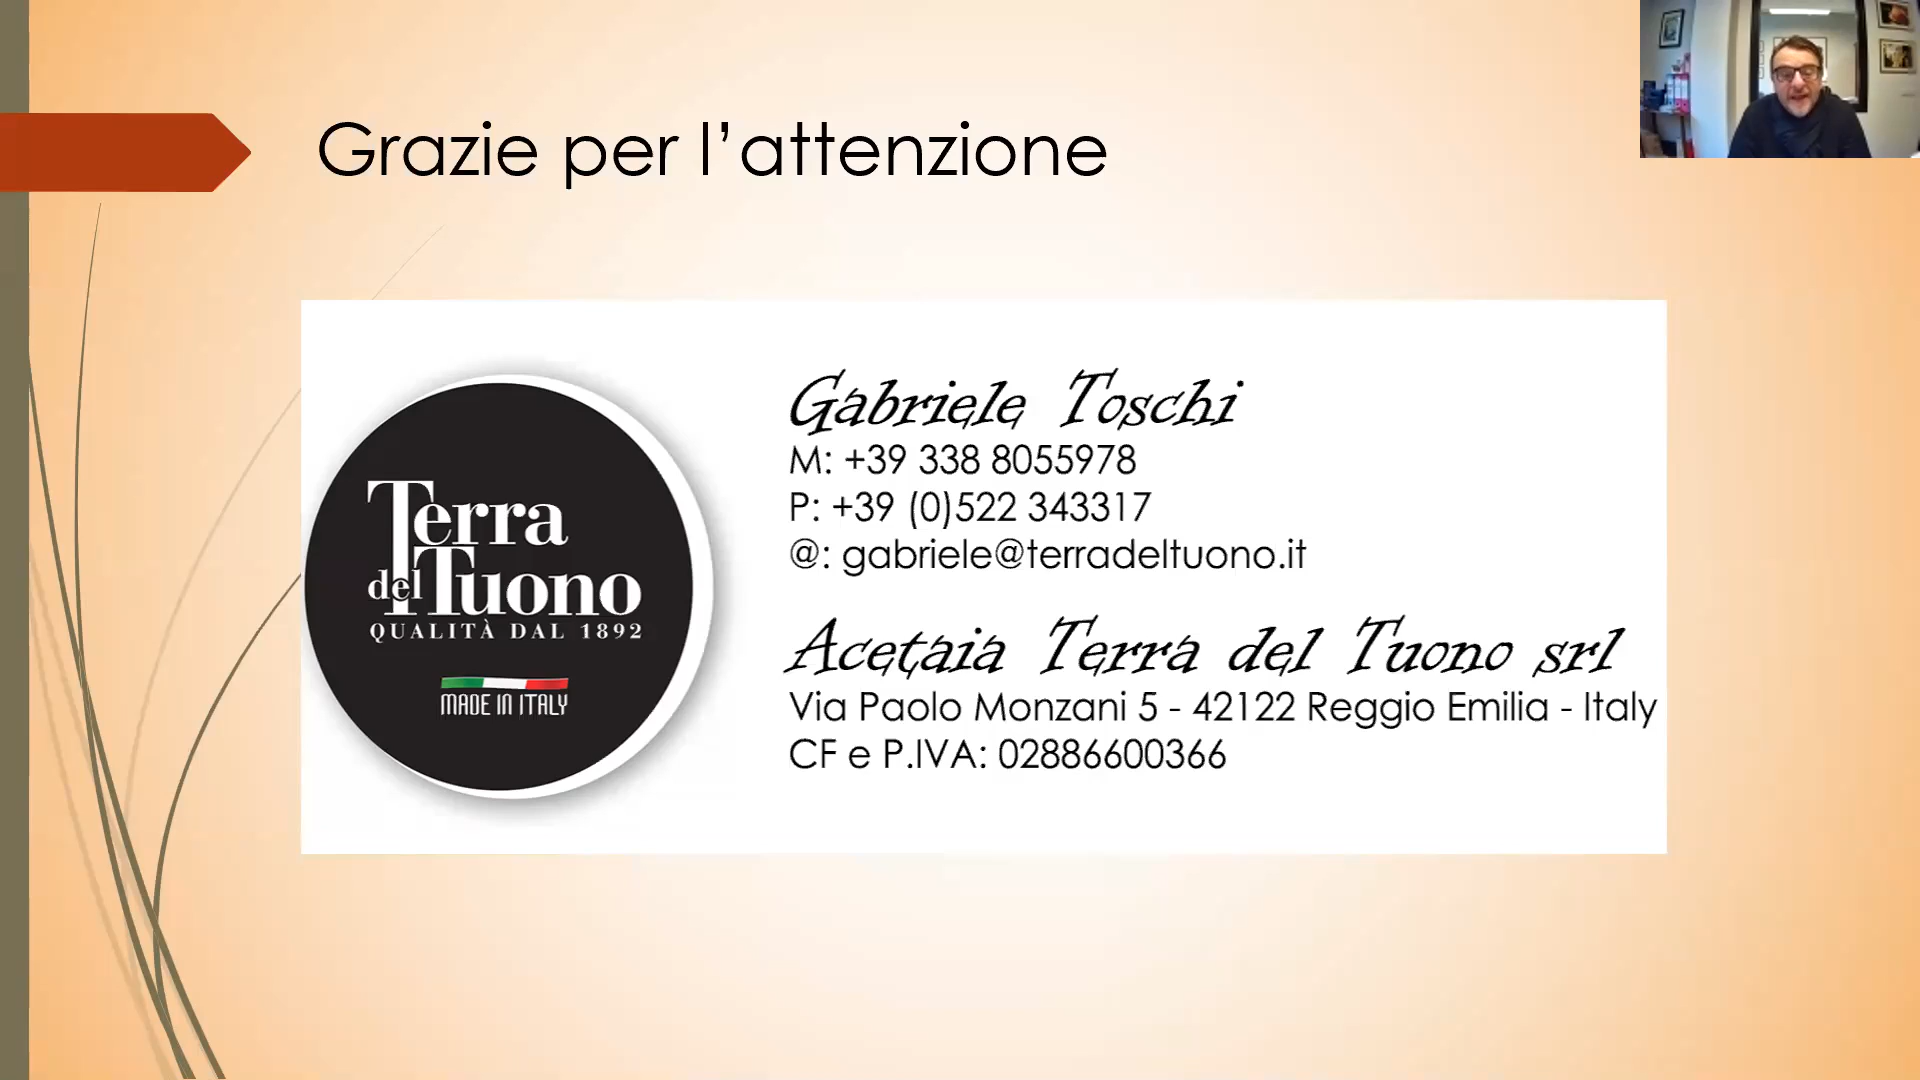 Grazie per l’attenzione
Terra
del Tuono
QUALITÀ DAL 1892
MADE IN ITALY
Gabriele Toschi
M: +39 338 8055978
P: +39 (0)522 343317
@: gabriele@terradeltuono.it
Acetaia Terra del Tuono srl
Via Paolo Monzani 5 - 42122 Reggio Emilia - Italy
CF e P.IVA: 02886600366